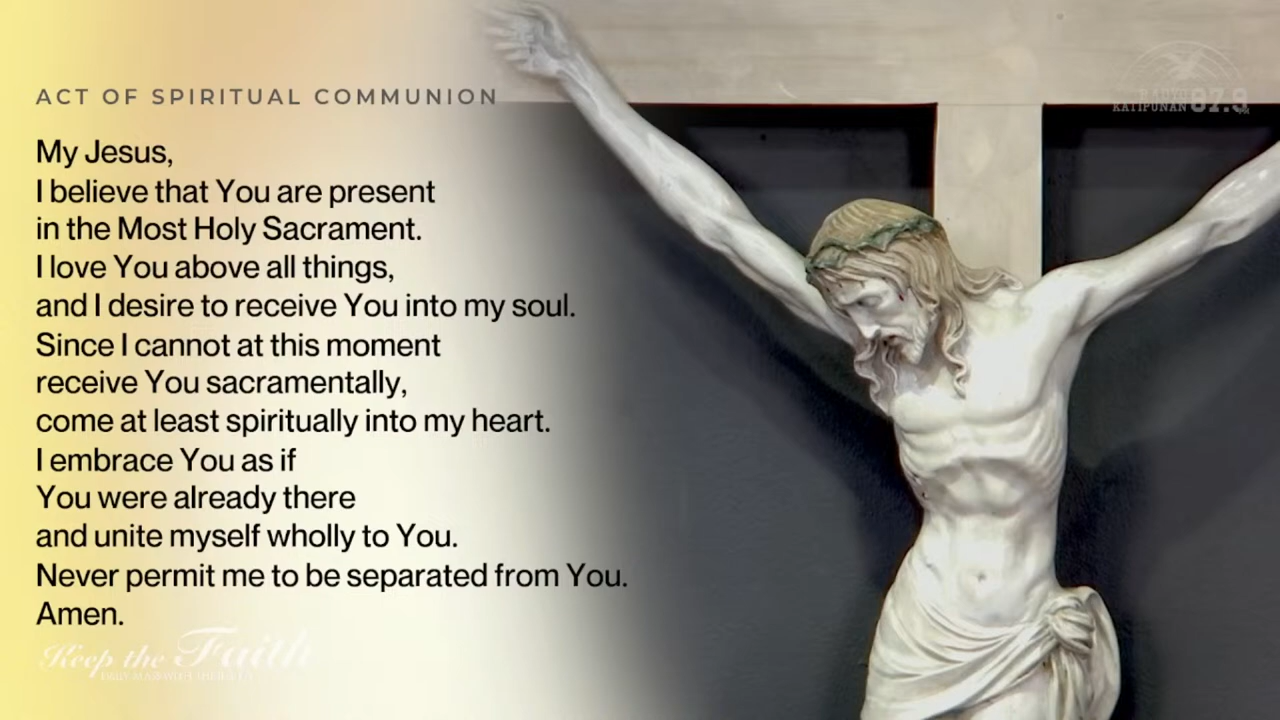 ACT OF SPIRITUAL COMMUNION
My Jesus,
I believe that You are present
in the Most Holy Sacrament.
I love You above all things,
and I desire to receive You into my soul.
Since I cannot at this moment
receive You sacramentally,
come at least spiritually into my heart.
I embrace You as if
You were already there
and unite myself wholly to You.
Never permit me to be separated from You.
Amen.
Keep the Faith
RADYO
KATIPUNAN 87.9